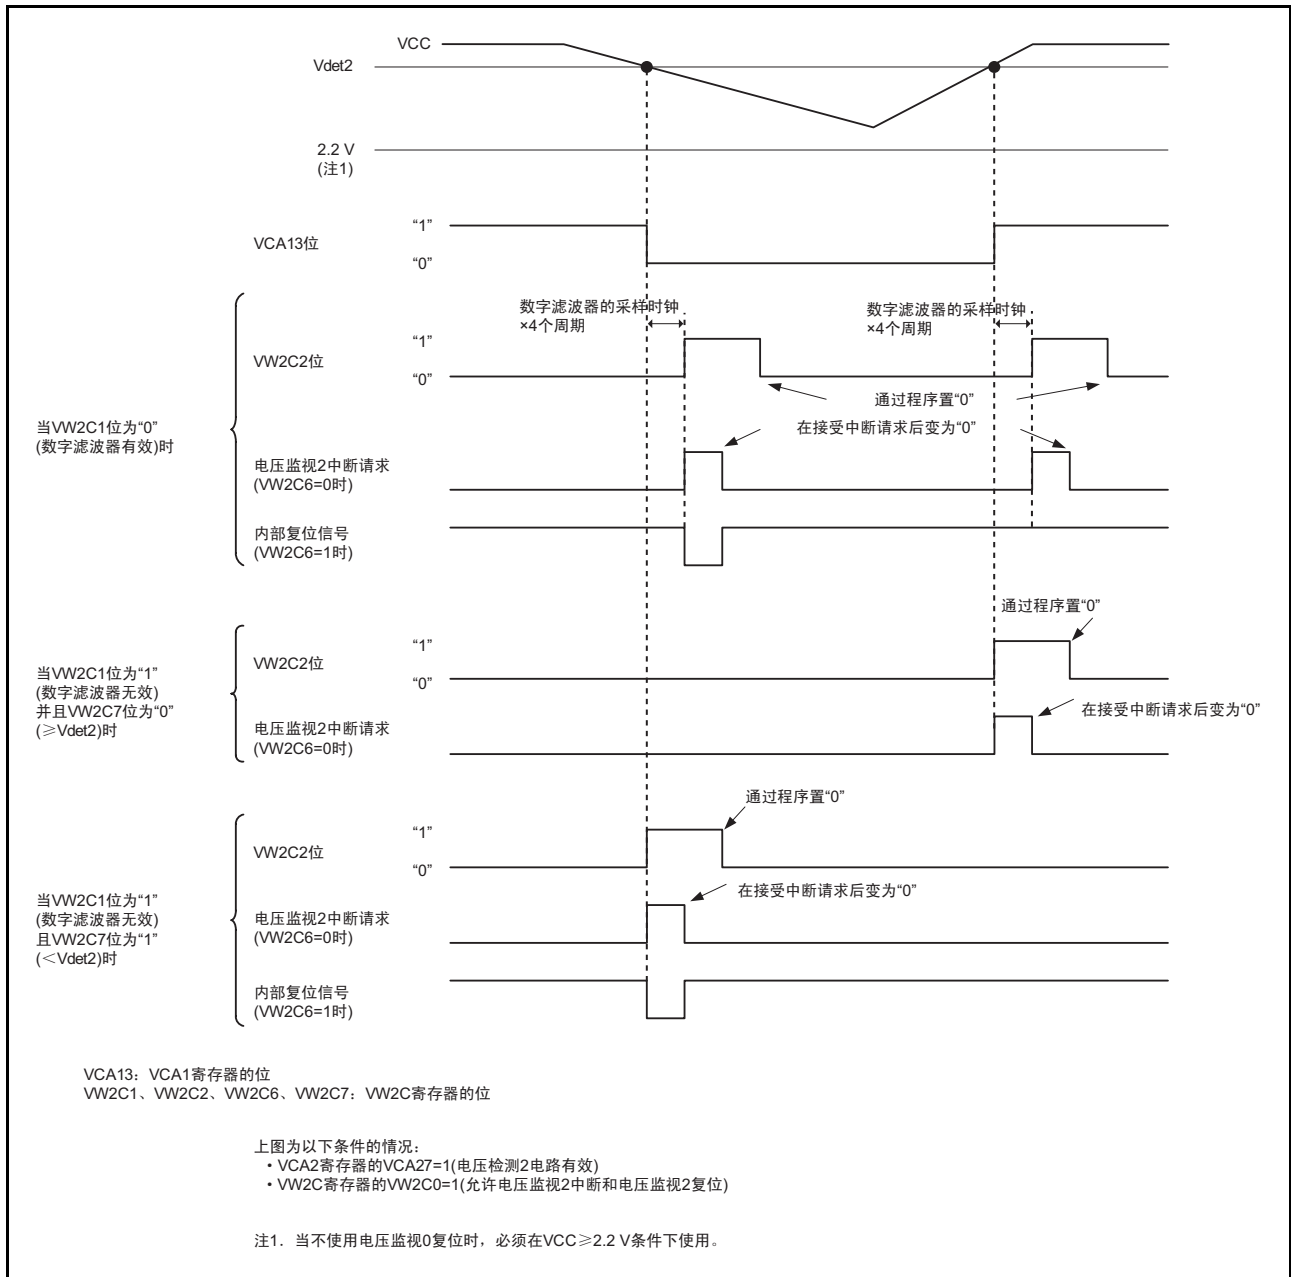 VCC
Vdet2
2.2 V
(注1)
“1”
VCA13位
“0”
数字滤波器的采样时钟
×4个周期
数字滤波器的采样时钟
×4个周期
“1”
VW2C2位
“0”
通过程序置“0”
当VW2C1位为“0”
(数字滤波器有效)时
在接受中断请求后变为“0”
电压监视2中断请求
(VW2C6=0时)
内部复位信号
(VW2C6=1时)
通过程序置“0”
“1”
VW2C2位
“0”
当VW2C1位为“1”
(数字滤波器无效)
并且VW2C7位为“0”
(≥Vdet2)时
在接受中断请求后变为“0”
电压监视2中断请求
(VW2C6=0时)
通过程序置“0”
“1”
VW2C2位
“0”
在接受中断请求后变为“0”
当VW2C1位为“1”
(数字滤波器无效)
且VW2C7位为“1”
(＜Vdet2)时
电压监视2中断请求
(VW2C6=0时)
内部复位信号
(VW2C6=1时)
VCA13：VCA1寄存器的位
VW2C1、VW2C2、VW2C6、VW2C7：VW2C寄存器的位
上图为以下条件的情况：
• VCA2寄存器的VCA27=1(电压检测2电路有效)
• VW2C寄存器的VW2C0=1(允许电压监视2中断和电压监视2复位)
注1. 当不使用电压监视0复位时，必须在VCC≥2.2 V条件下使用。